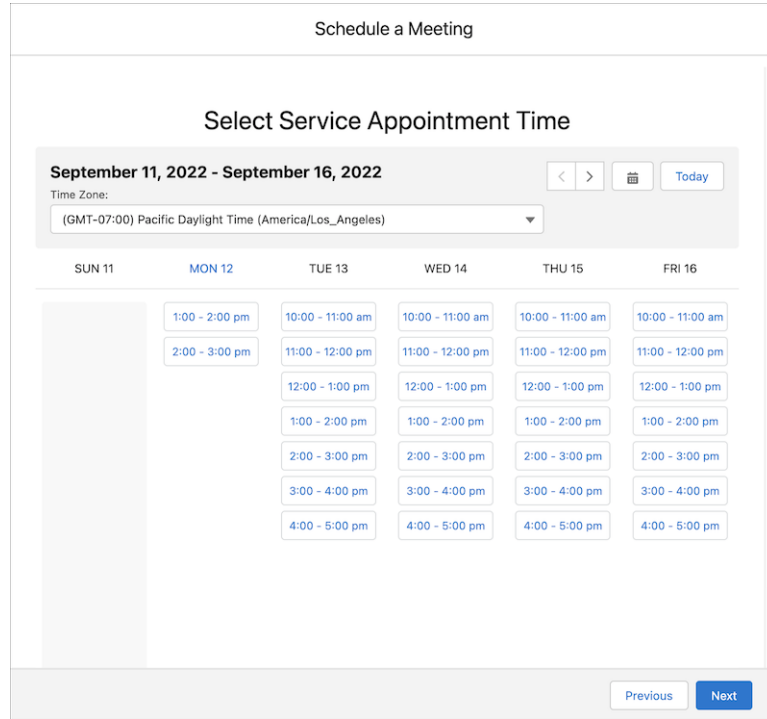 Schedule a Meeting
Select Service Appointment Time
September 11, 2022 - September 16, 2022
Today
Time Zone:
(GMT-07:00) Pacific Daylight Time (America/Los_Angeles)
SUN 11 MON 12 TUE 13 WED 14 THU 15 FRI 16
1:00 - 2:00 pm 10:00 - 11:00 am 10:00 - 11:00 am 10:00 - 11:00 am 10:00 - 11:00 am
2:00 - 3:00 pm 11:00 - 12:00 pm 11:00 - 12:00 pm 11:00 - 12:00 pm 11:00 - 12:00 pm
12:00 - 1:00 pm 12:00 - 1:00 pm 12:00 - 1:00 pm 12:00 - 1:00 pm
1:00 - 2:00 pm 1:00 - 2:00 pm 1:00 - 2:00 pm 1:00 - 2:00 pm
2:00 - 3:00 pm 2:00 - 3:00 pm 2:00 - 3:00 pm 2:00 - 3:00 pm
3:00 - 4:00 pm 3:00 - 4:00 pm 3:00 - 4:00 pm 3:00 - 4:00 pm
4:00 - 5:00 pm 4:00 - 5:00 pm 4:00 - 5:00 pm 4:00 - 5:00 pm
Previous Next